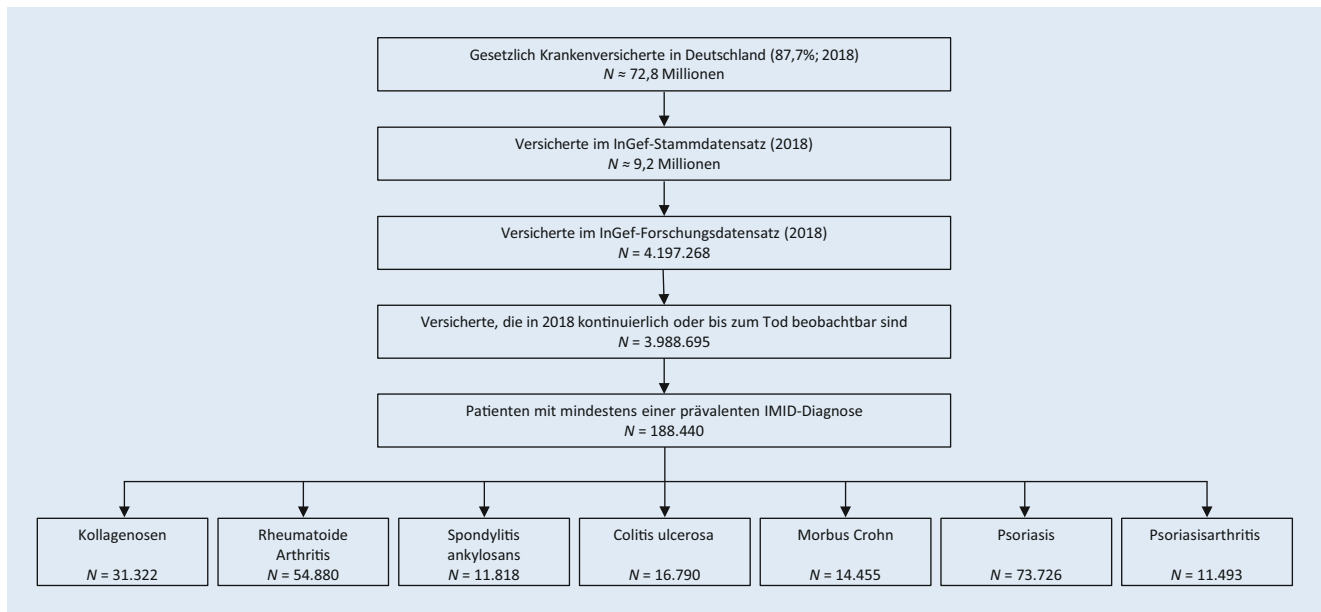 Gesetzlich Krankenversicherte in Deutschland (87,7%; 2018)
N ≈ 72,8 Millionen
Versicherte im InGef-Stammdatensatz (2018)
N ≈ 9,2 Millionen
Versicherte im InGef-Forschungsdatensatz (2018)
N = 4.197.268
Versicherte, die in 2018 kontinuierlich oder bis zum Tod beobachtbar sind
N = 3.988.695
Patienten mit mindestens einer prävalenten IMID-Diagnose
N = 188.440
Kollagenosen
N = 31.322
Rheumatoide
Arthritis
N = 54.880
Spondylitis
ankylosans
N = 11.818
Colitis ulcerosa
N = 16.790
Morbus Crohn
N = 14.455
Psoriasis
N = 73.726
Psoriasisarthritis
N = 11.493